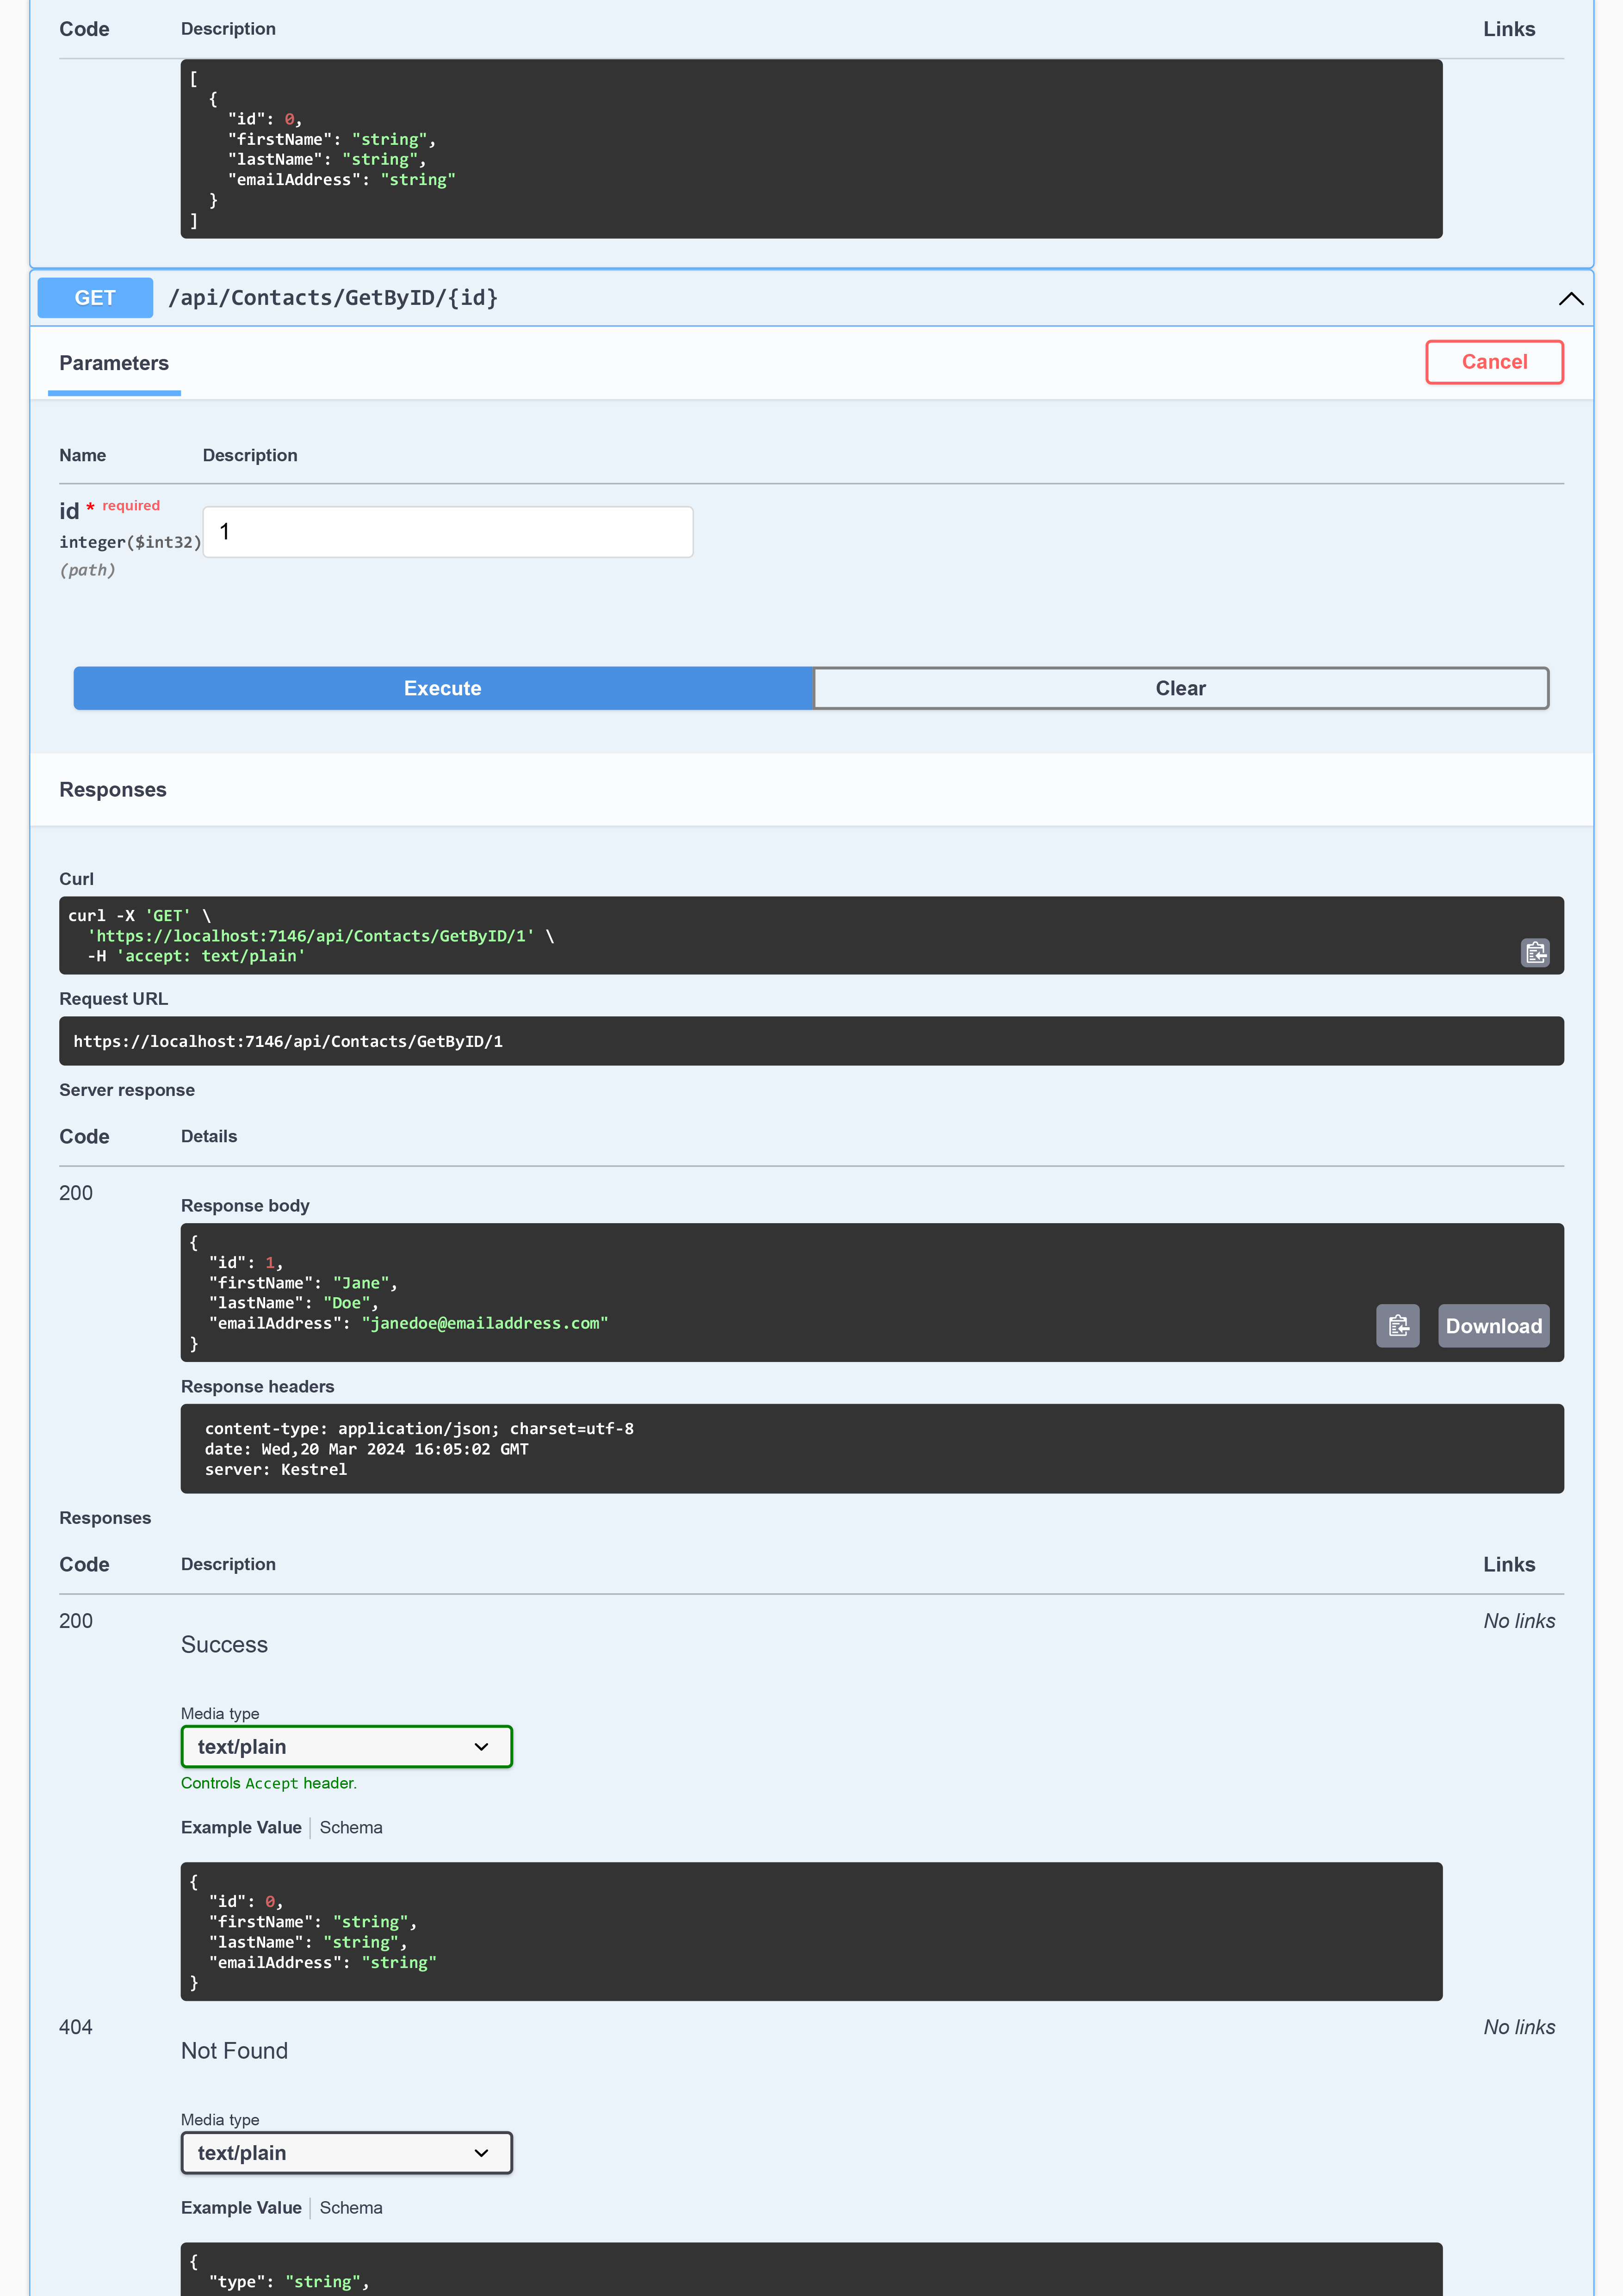 Code Description Links
[
  {
    "id": 0,
    "firstName": "string",
    "lastName": "string",
    "emailAddress": "string"
  }
]
GET /api/Contacts/GetByID/{id}
Parameters Cancel
Name Description
id * required
integer($int32)
(path)
1
Execute Clear
Responses
Curl
curl -X 'GET' \
  'https://localhost:7146/api/Contacts/GetByID/1' \
  -H 'accept: text/plain'
Request URL
https://localhost:7146/api/Contacts/GetByID/1
Server response
Code Details
200
Response body
{
  "id": 1,
  "firstName": "Jane",
  "lastName": "Doe",
  "emailAddress": "janedoe@emailaddress.com"
}
Download
Response headers
content-type: application/json; charset=utf-8
date: Wed,20 Mar 2024 16:05:02 GMT
server: Kestrel
Responses
Code Description Links
200 No links
Success
Media type
text/plain
Controls Accept header.
Example Value Schema
{
  "id": 0,
  "firstName": "string",
  "lastName": "string",
  "emailAddress": "string"
}
404 No links
Not Found
Media type
text/plain
Example Value Schema
{
  "type": "string",